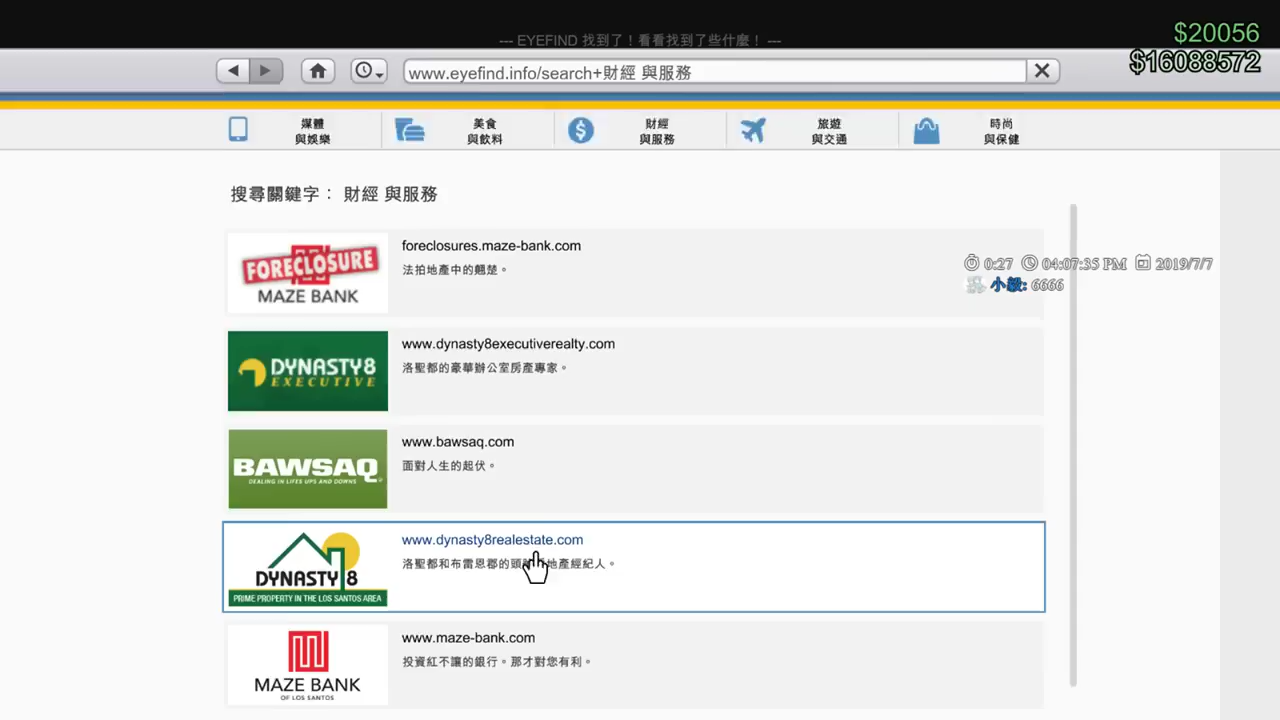 --- EYEFIND 找到了！看看找到了些什麼！ ---
$20056
$16088572
www.eyefind.info/search+財經 與服務
媒體
與娛樂
美食
與飲料
財經
與服務
旅遊
與交通
時尚
與保健
搜尋關鍵字： 財經 與服務
FORECLOSURE
MAZE BANK
foreclosures.maze-bank.com
法拍地產中的翹楚。
0:27 04:07:35 PM 2019/7/7
小毅: 6666
DYNASTY8
EXECUTIVE
www.dynasty8executiverealty.com
洛聖都的豪華辦公室房產專家。
BAWSAQ
DEALING IN LIFES UPS AND DOWNS
www.bawsaq.com
面對人生的起伏。
DYNASTY 8
PRIME PROPERTY IN THE LOS SANTOS AREA
www.dynasty8realestate.com
洛聖都和布雷恩郡的頭地產經紀人。
MAZE BANK
OF LOS SANTOS
www.maze-bank.com
投資紅不讓的銀行。那才對您有利。